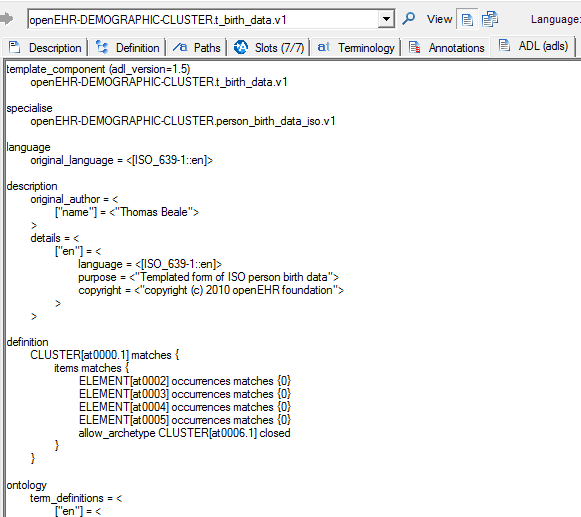 openEHR-DEMOGRAPHIC-CLUSTER.t_birth_data.v1 View Language:
Description Definition Paths Slots (7/7) Terminology Annotations ADL (adls)
template_component (adl_version=1.5)
openEHR-DEMOGRAPHIC-CLUSTER.t_birth_data.v1
specialise
openEHR-DEMOGRAPHIC-CLUSTER.person_birth_data_iso.v1
language
original_language = <[ISO_639-1::en]>
description
original_author = <
["name"] = <"Thomas Beale">
>
details = <
["en"] = <
language = <[ISO_639-1::en]>
purpose = <"Templated form of ISO person birth data">
copyright = <"copyright (c) 2010 openEHR foundation">
>
>
definition
CLUSTER[at0000.1] matches {
items matches {
ELEMENT[at0002] occurrences matches {0}
ELEMENT[at0003] occurrences matches {0}
ELEMENT[at0004] occurrences matches {0}
ELEMENT[at0005] occurrences matches {0}
allow_archetype CLUSTER[at0006.1] closed
}
}
ontology
term_definitions = <
["en"] = <